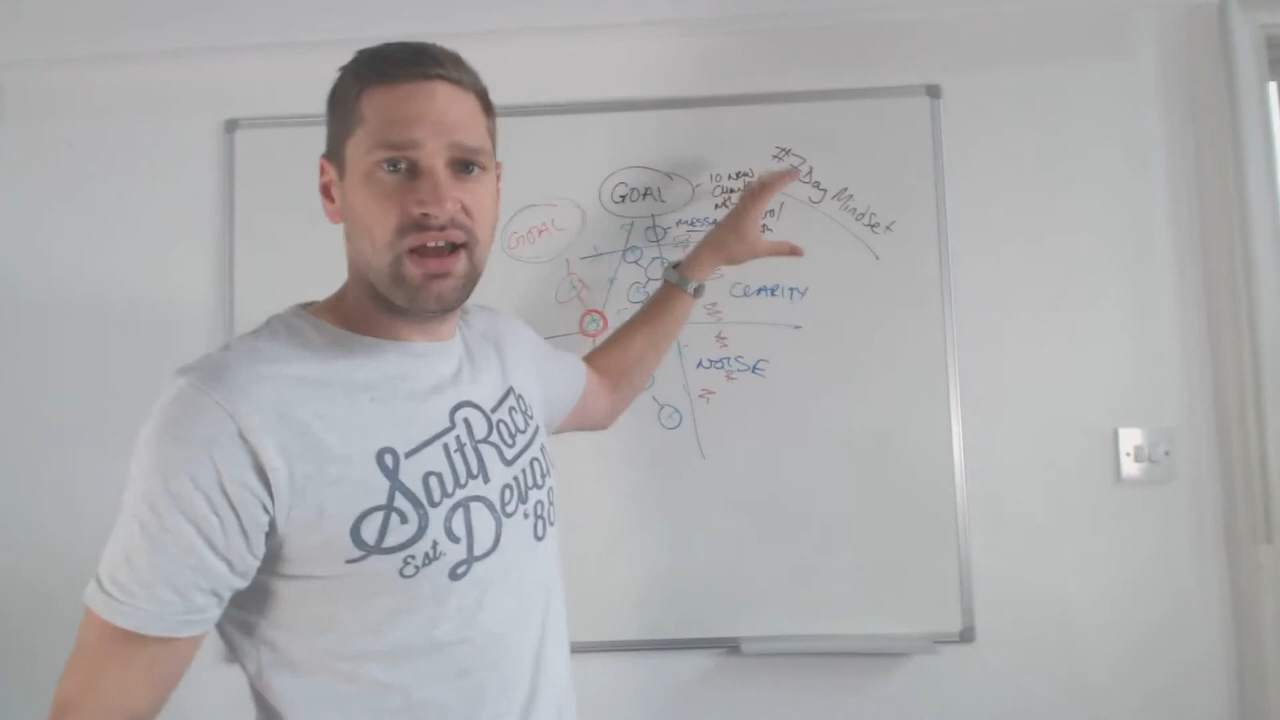 #7 Day Mindset
10 NEW
GOAL
GOAL
CLARITY
NOISE
SaltRock
Devon
Est.
'88